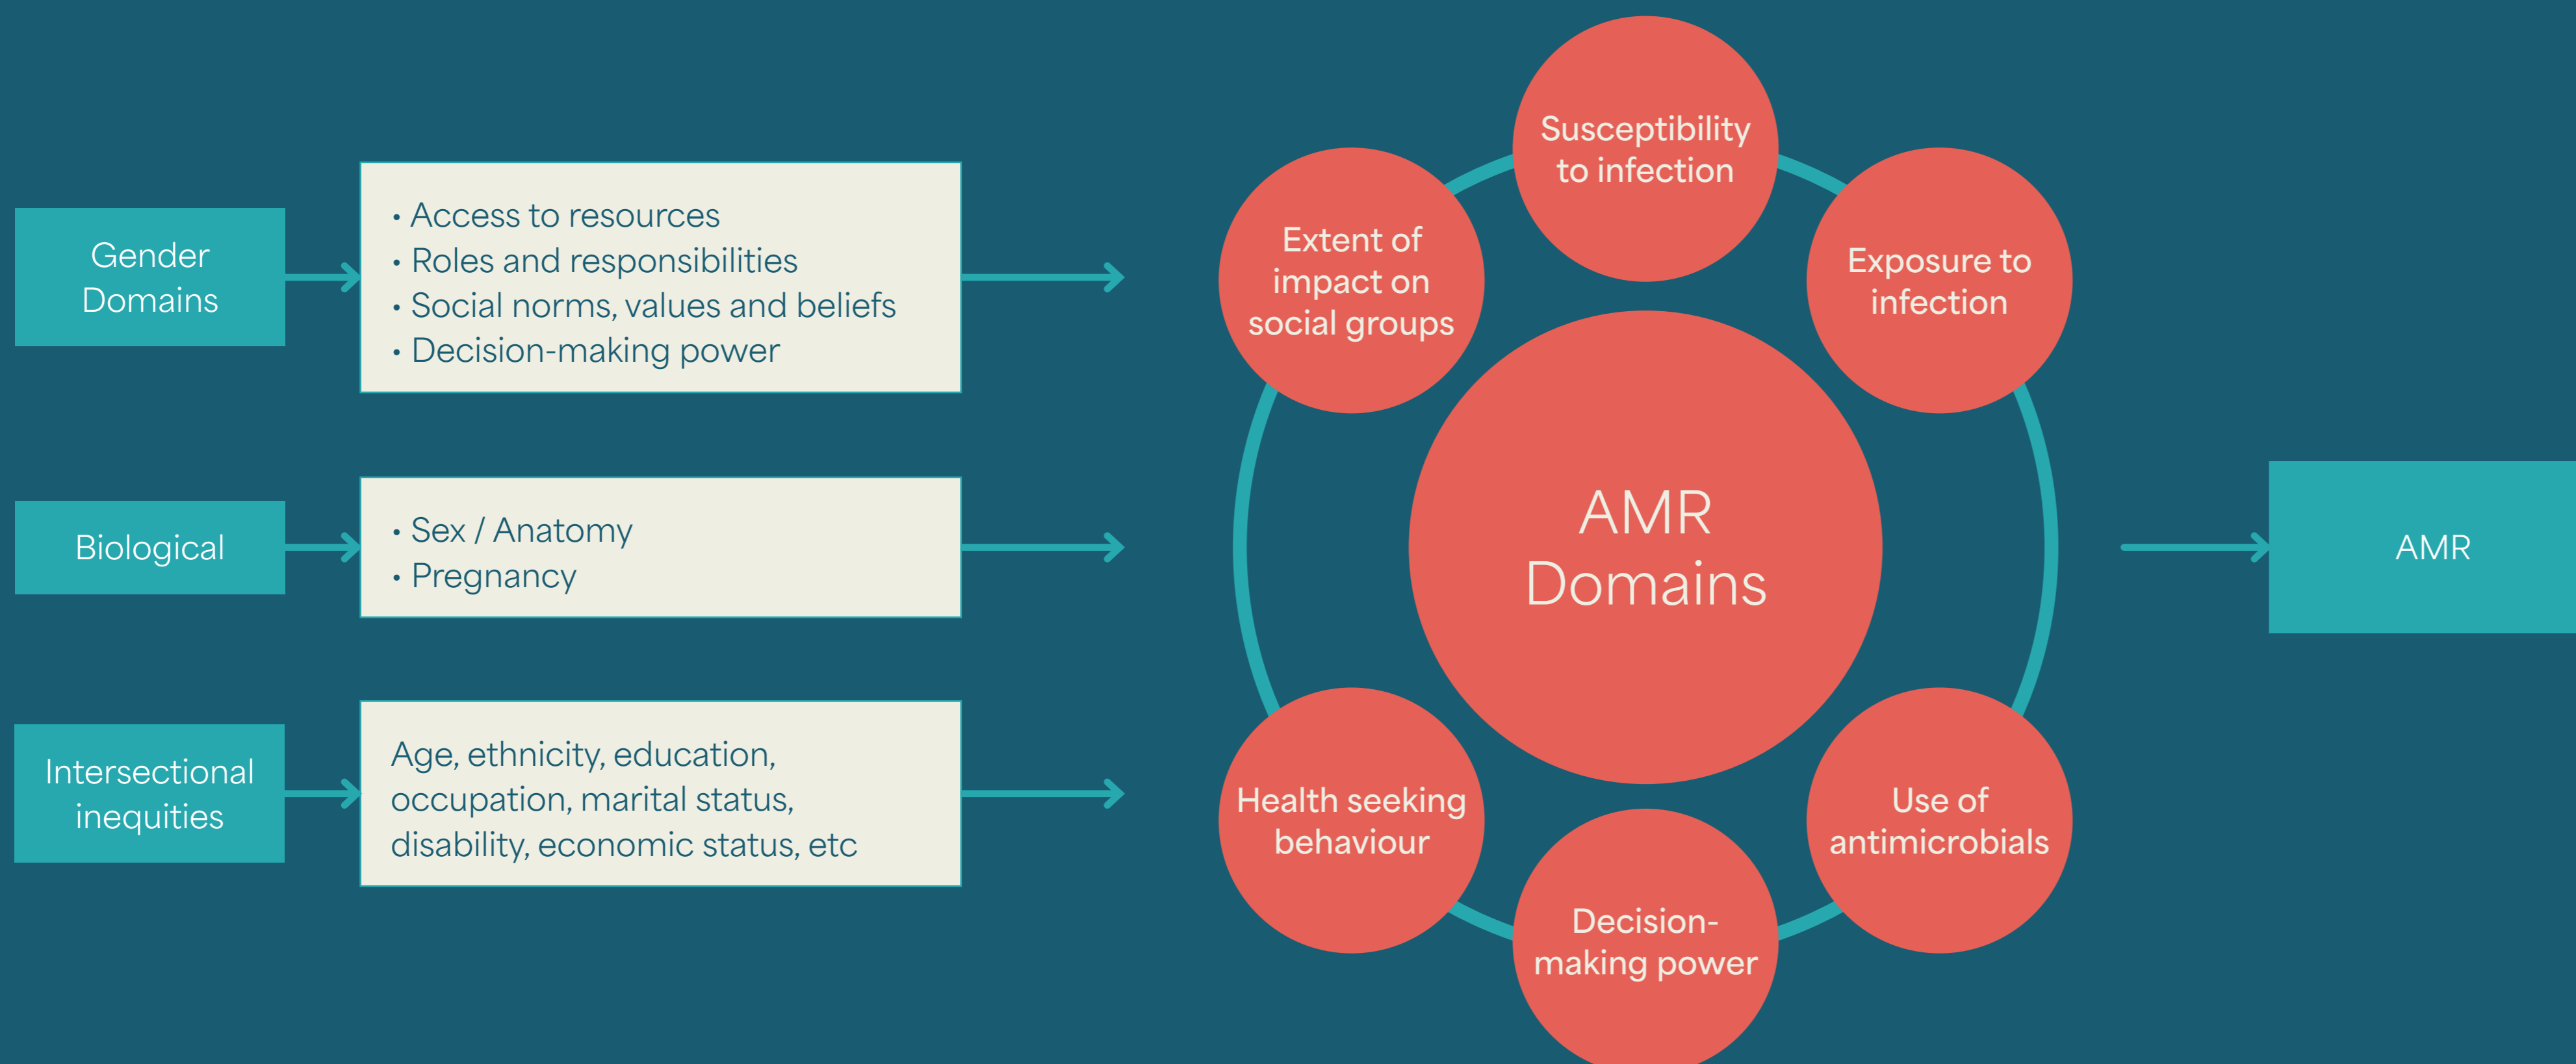 Gender
Domains
• Access to resources
• Roles and responsibilities
• Social norms, values and beliefs
• Decision-making power
Biological
• Sex / Anatomy
• Pregnancy
Intersectional
inequities
Age, ethnicity, education,
occupation, marital status,
disability, economic status, etc
Susceptibility
to infection
Extent of
impact on
social groups
Exposure to
infection
AMR
Domains
Health seeking
behaviour
Use of
antimicrobials
Decision-
making power
AMR